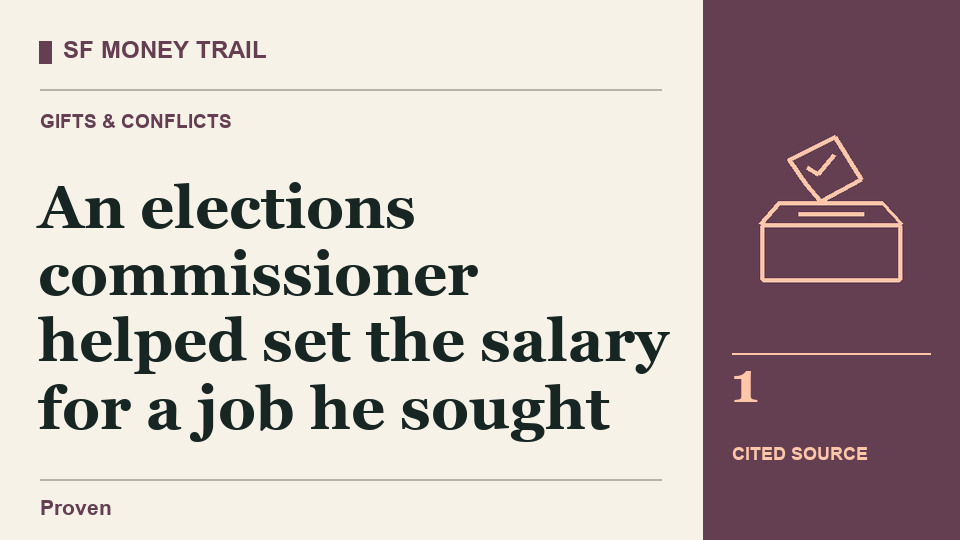 SF MONEY TRAIL
GIFTS & CONFLICTS
An elections
commissioner
helped set the salary
for a job he sought
Proven
1
CITED SOURCE